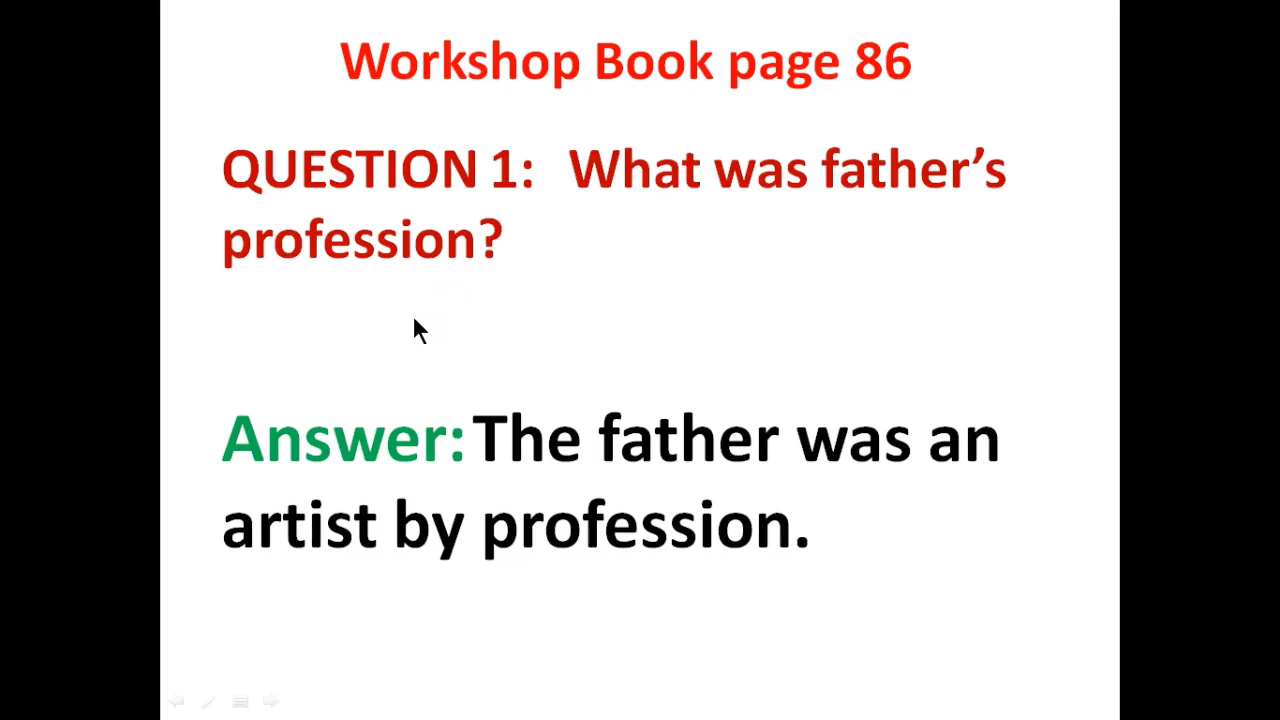 Workshop Book page 86
QUESTION 1: What was father’s
profession?
Answer: The father was an
artist by profession.